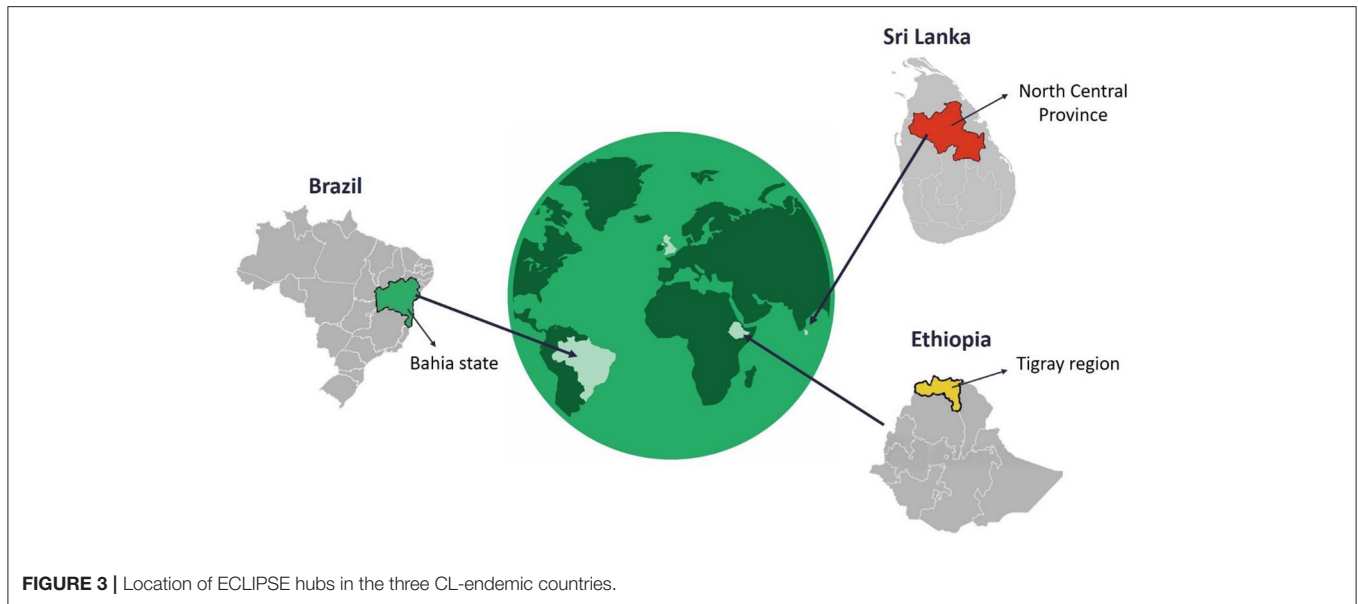 Sri Lanka
North Central
Province
Brazil
Bahia state
Ethiopia
Tigray region
FIGURE 3 | Location of ECLIPSE hubs in the three CL-endemic countries.